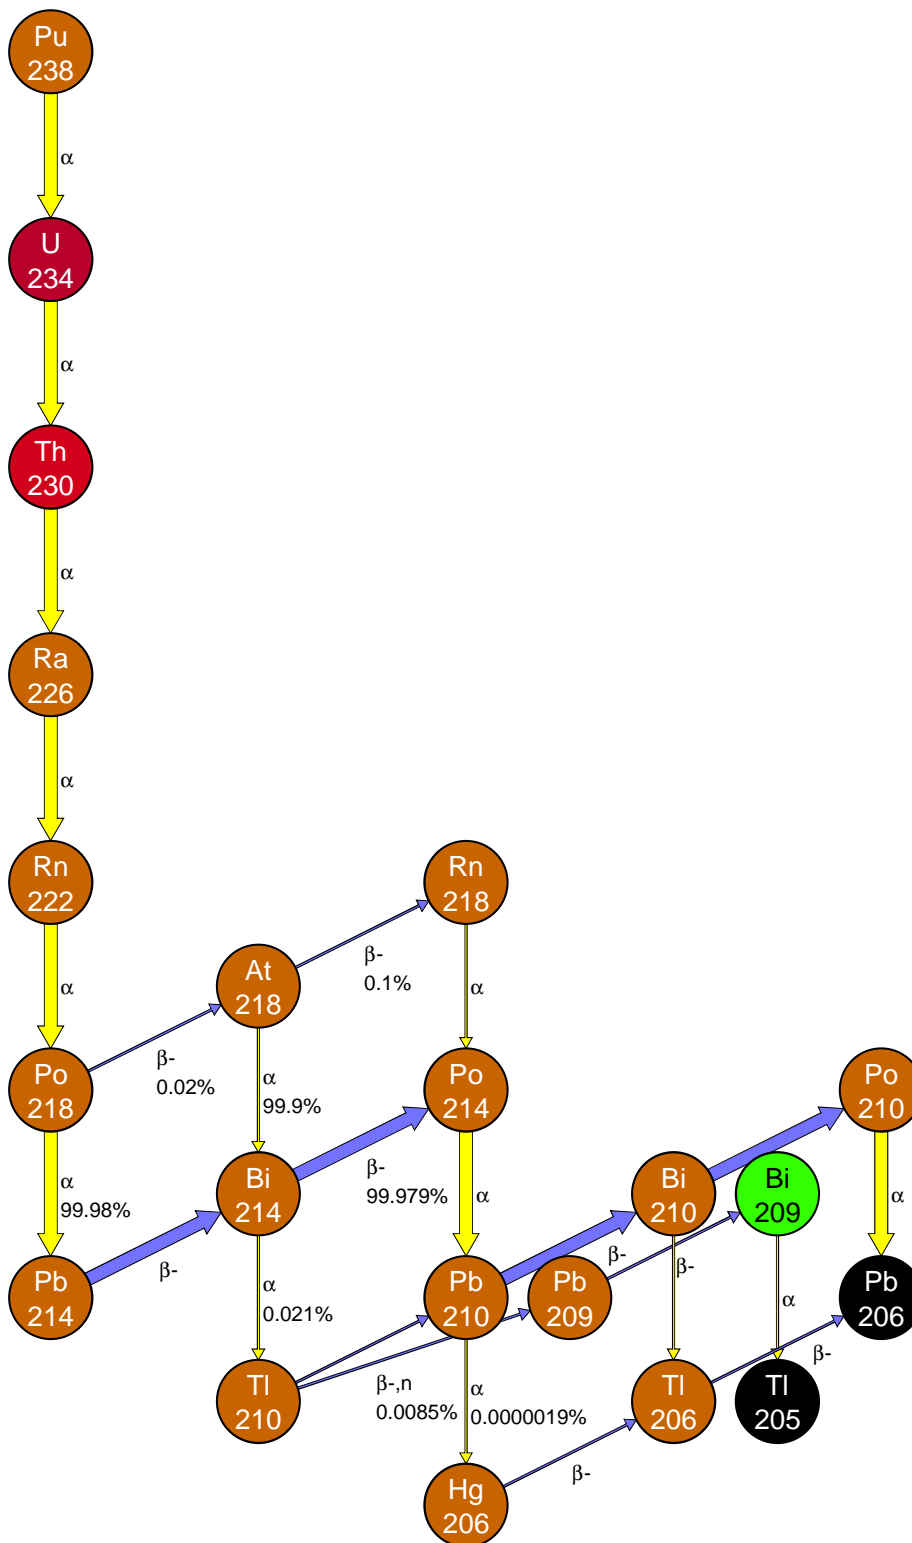 Pu
238
α
U
234
α
Th
230
α
Ra
226
α
Rn
222
Rn
218
α
At
218
β-
0.1%
α
β-
0.02%
Po
218
α
99.9%
Po
214
Po
210
α
99.98%
Bi
214
β-
99.979%
α
Bi
210
Bi
209
α
β-
Pb
214
α
0.021%
Pb
210
Pb
209
β-
β-
α
Pb
206
Tl
210
β-,n
0.0085%
α
0.0000019%
Tl
206
β-
Tl
205
Hg
206
β-